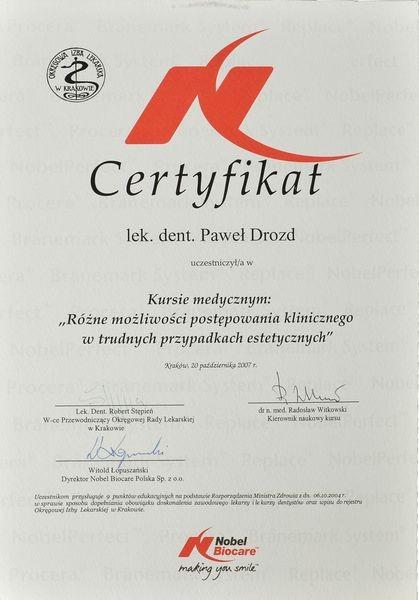 OKRĘGOWA IZBA LEKARSKA
W KRAKOWIE
Certyfikat
lek. dent. Paweł Drozd
uczestniczył/a w
Kursie medycznym:
„Różne możliwości postępowania klinicznego
w trudnych przypadkach estetycznych”
Kraków, 20 października 2007 r.
Lek. Dent. Robert Stępień
W-ce Przewodniczący Okręgowej Rady Lekarskiej
w Krakowie
dr n. med. Radosław Witkowski
Kierownik naukowy kursu
Witold Łopuszański
Dyrektor Nobel Biocare Polska Sp. z o.o.
Uczestnikom przysługuje 9 punktów edukacyjnych na podstawie Rozporządzenia Ministra Zdrowia z dn. 06.10.2004 r.
w sprawie sposobu dopełniania obowiązku doskonalenia zawodowego lekarzy i lekarzy dentystów oraz wpisu do rejestru
Okręgowej Izby Lekarskiej w Krakowie.
Nobel
Biocare™
making you smile™